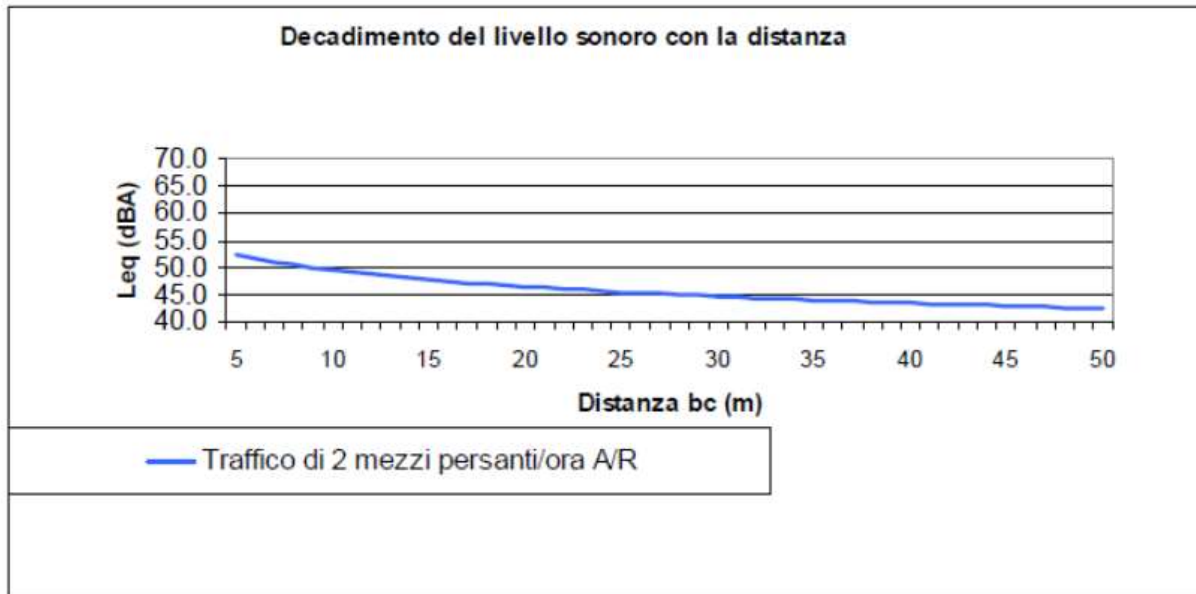 Decadimento del livello sonoro con la distanza
70.0
65.0
60.0
55.0
50.0
45.0
40.0
Leq (dBA)
5 10 15 20 25 30 35 40 45 50
Distanza bc (m)
Traffico di 2 mezzi persanti/ora A/R